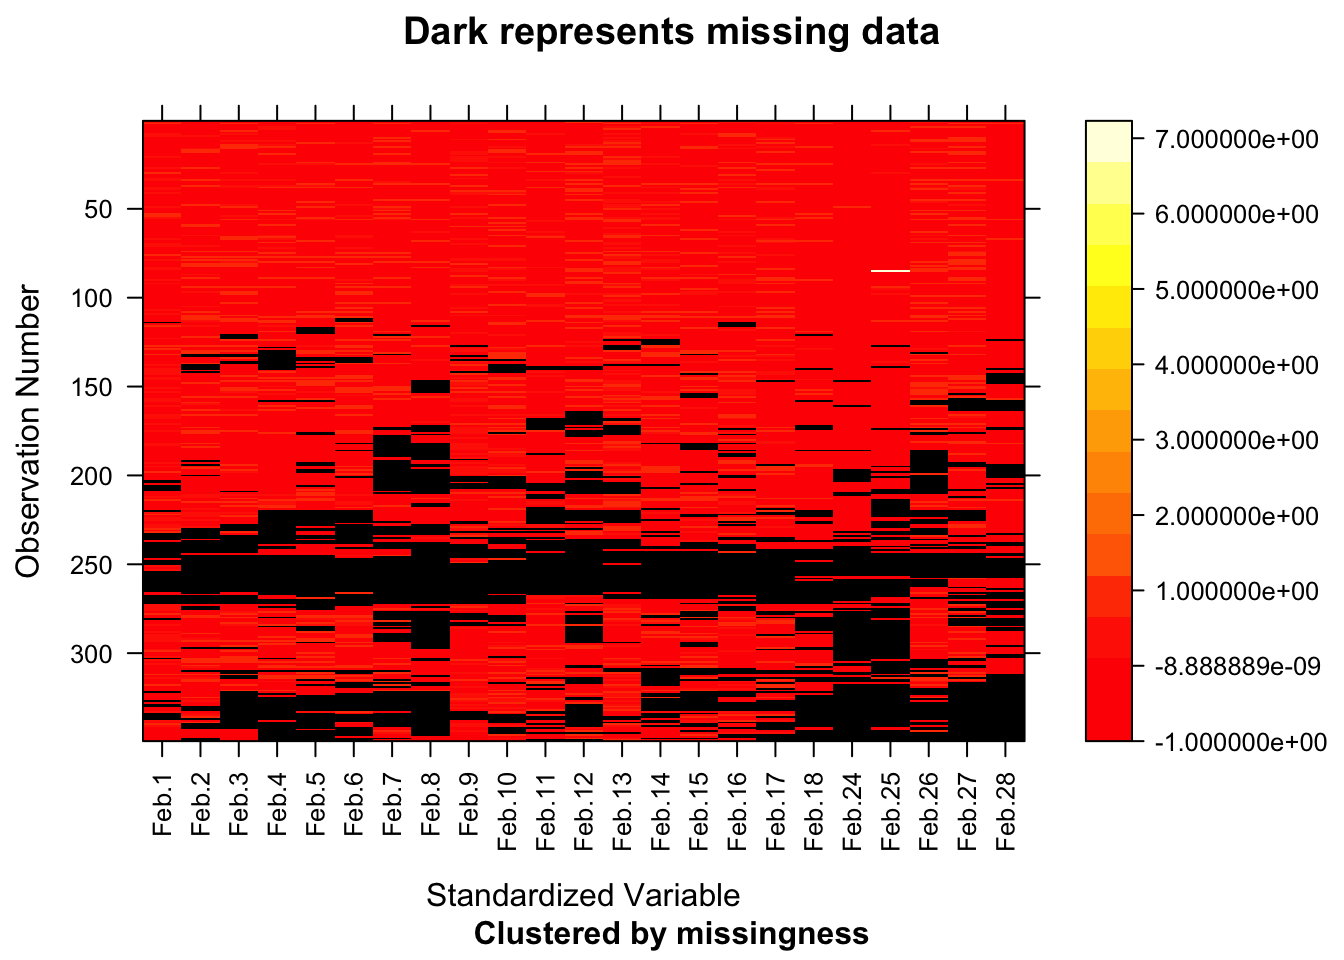 Dark represents missing data
Observation Number
50
100
150
200
250
300
Feb.1
Feb.2
Feb.3
Feb.4
Feb.5
Feb.6
Feb.7
Feb.8
Feb.9
Feb.10
Feb.11
Feb.12
Feb.13
Feb.14
Feb.15
Feb.16
Feb.17
Feb.18
Feb.24
Feb.25
Feb.26
Feb.27
Feb.28
Standardized Variable
Clustered by missingness
7.000000e+00
6.000000e+00
5.000000e+00
4.000000e+00
3.000000e+00
2.000000e+00
1.000000e+00
-8.888889e-09
-1.000000e+00